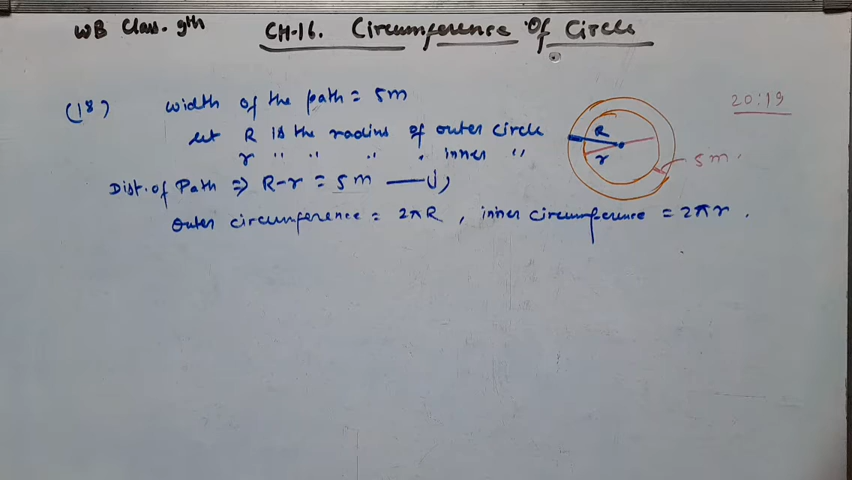 WB Class. 9th CH-16. Circumference Of Circle
(18) Width of the path = 5m 20:19
let R is the radius of outer circle R
r " " " " inner " r 5m.
Dist. of Path ⇒ R-r = 5m — i)
Outer circumference = 2πR , inner circumference = 2πr .